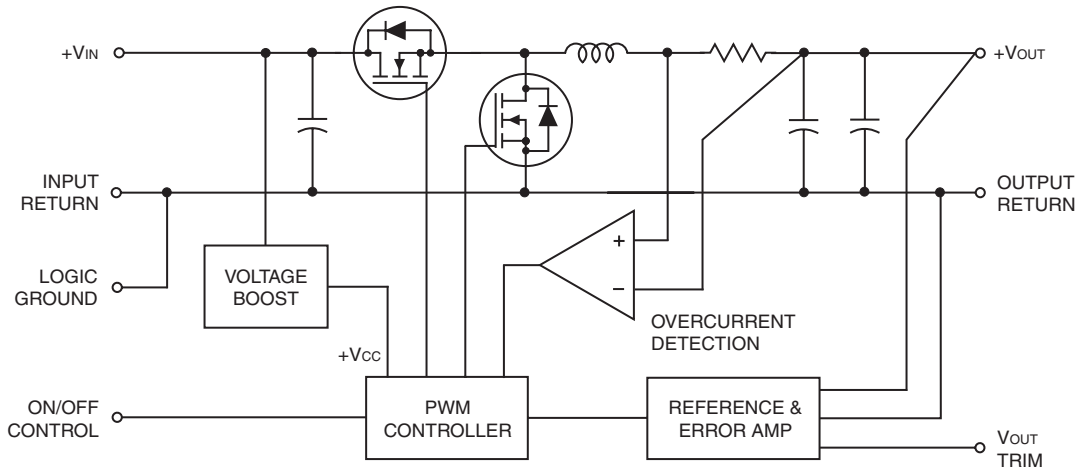 +VIN
+VOUT
INPUT
RETURN
OUTPUT
RETURN
LOGIC
GROUND
VOLTAGE
BOOST
+
−
OVERCURRENT
DETECTION
+VCC
ON/OFF
CONTROL
PWM
CONTROLLER
REFERENCE &
ERROR AMP
VOUT
TRIM